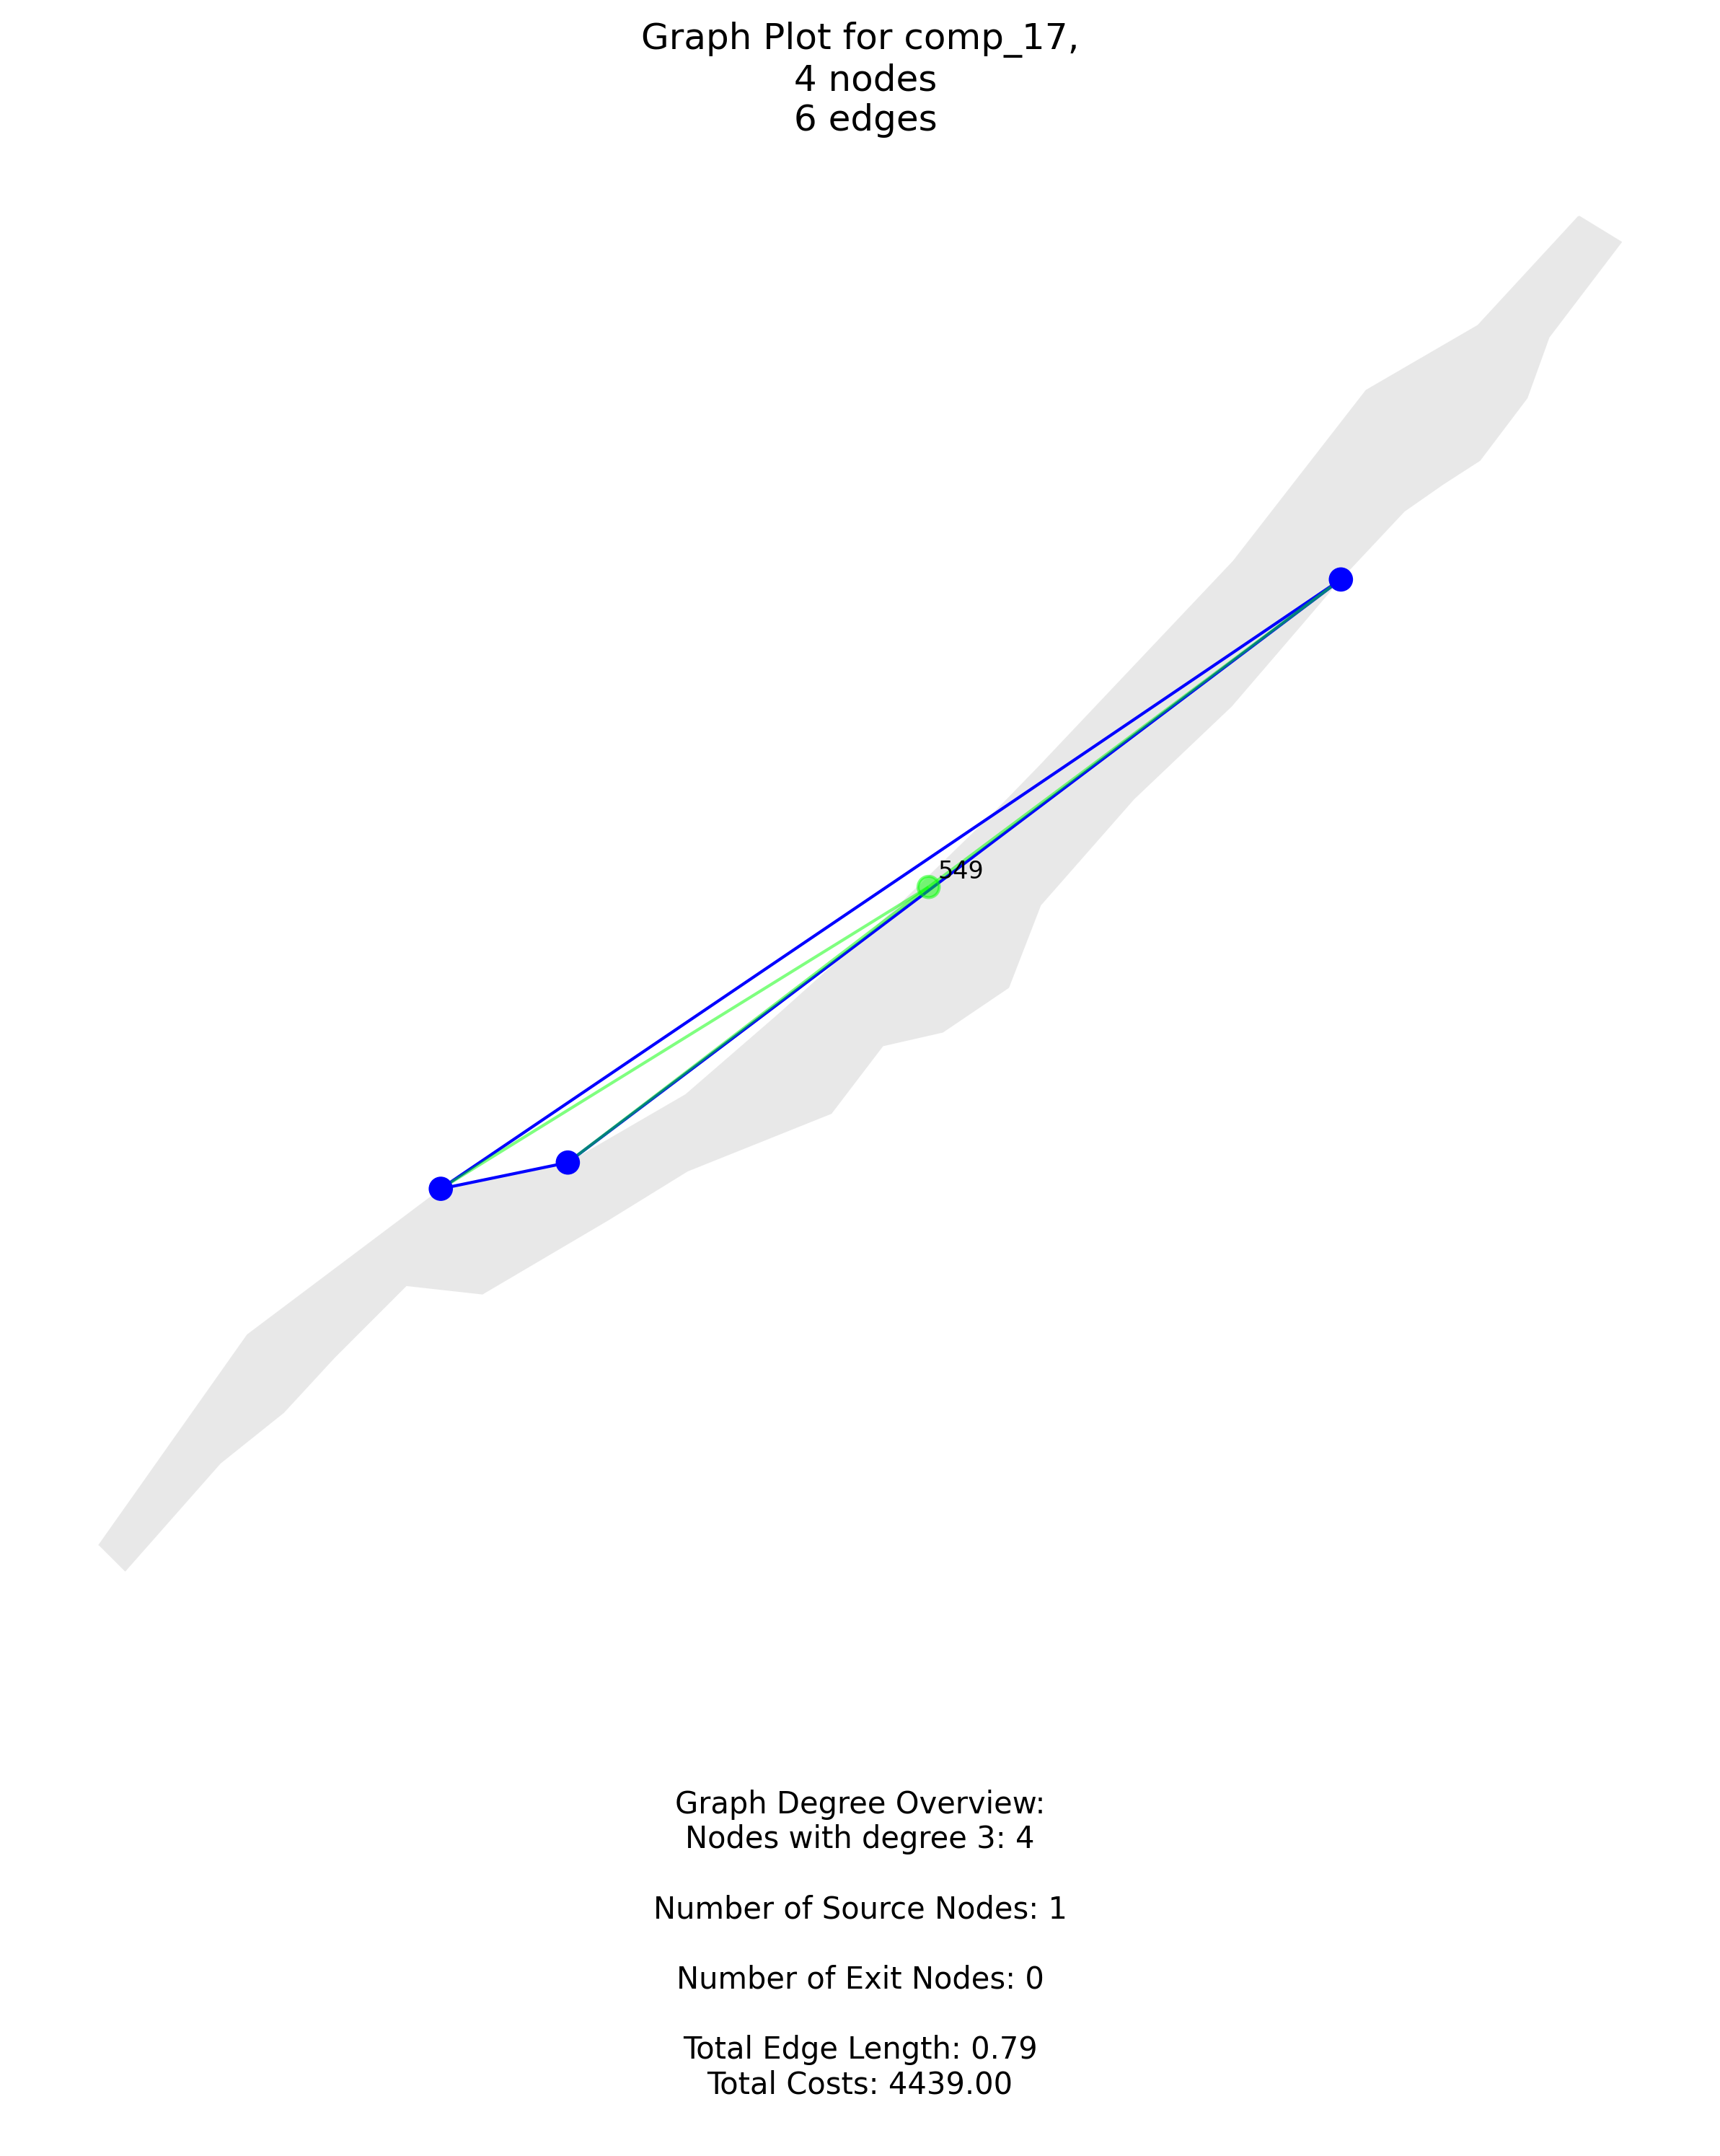 Graph Plot for comp_17,
4 nodes
6 edges
549
Graph Degree Overview:
Nodes with degree 3: 4
Number of Source Nodes: 1
Number of Exit Nodes: 0
Total Edge Length: 0.79
Total Costs: 4439.00